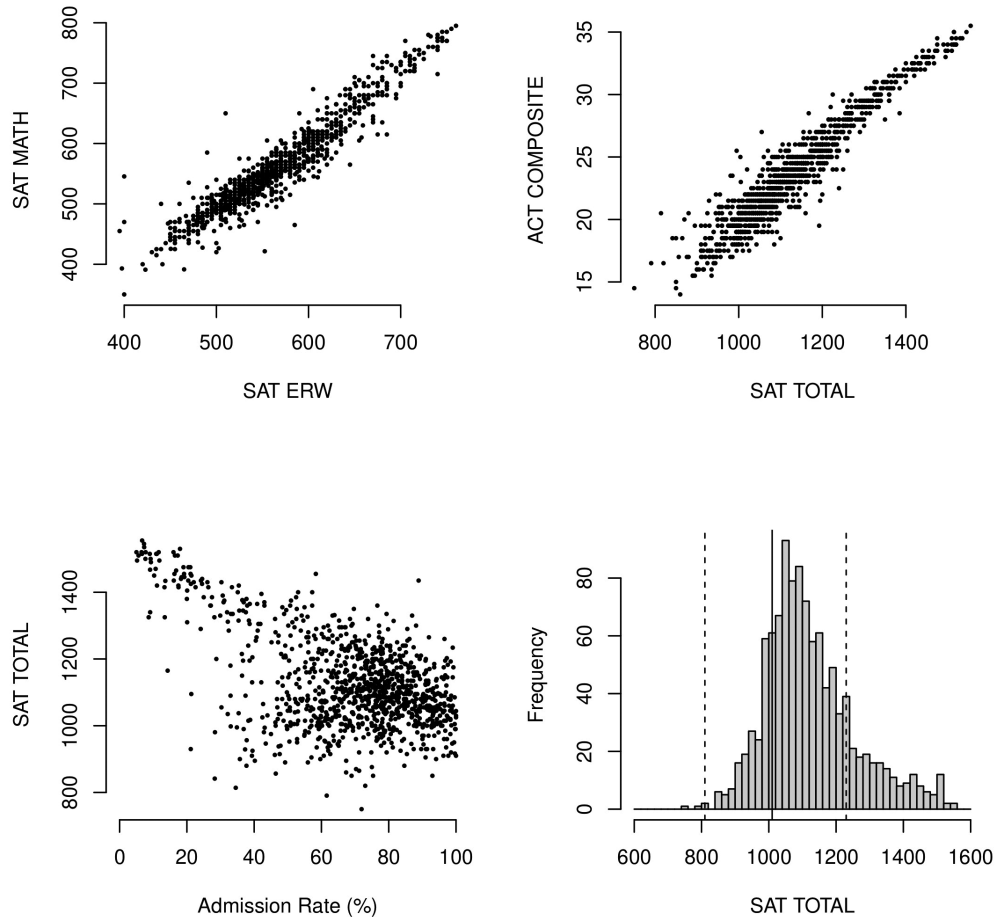 SAT MATH
800
700
600
500
400
400 500 600 700
SAT ERW
ACT COMPOSITE
35
30
25
20
15
800 1000 1200 1400
SAT TOTAL
SAT TOTAL
1400
1200
1000
800
0 20 40 60 80 100
Admission Rate (%)
Frequency
80
60
40
20
0
600 800 1000 1200 1400 1600
SAT TOTAL